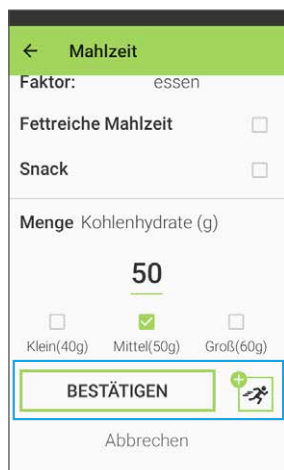 Mahlzeit
Faktor: essen
Fettreiche Mahlzeit
Snack
Menge Kohlenhydrate (g)
50
Klein(40g) Mittel(50g) Groß(60g)
BESTÄTIGEN
Abbrechen